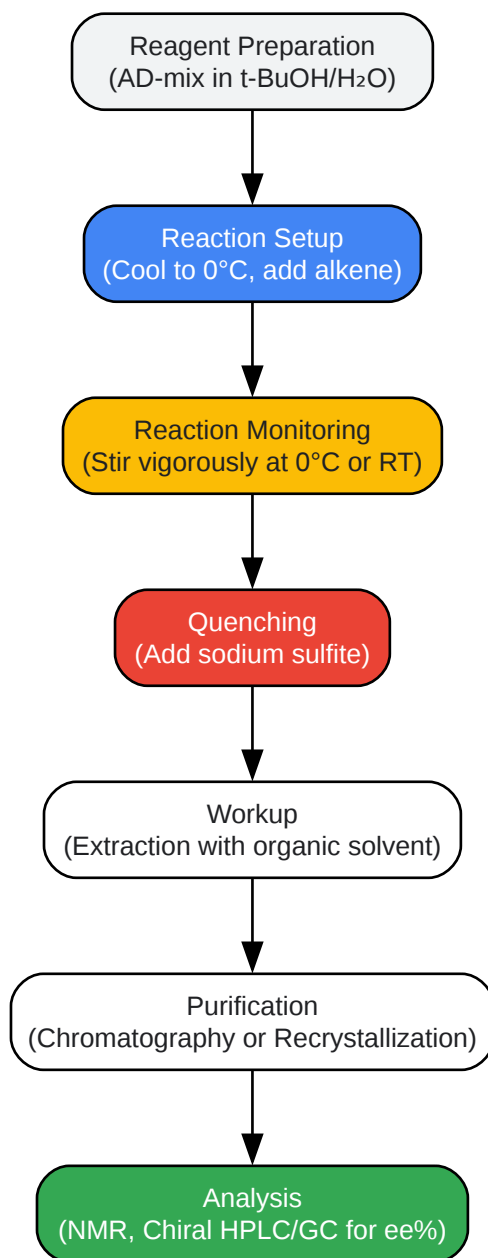 Reagent Preparation
(AD-mix in t-BuOH/H₂O)
Reaction Setup
(Cool to 0°C, add alkene)
Reaction Monitoring
(Stir vigorously at 0°C or RT)
Quenching
(Add sodium sulfite)
Workup
(Extraction with organic solvent)
Purification
(Chromatography or Recrystallization)
Analysis
(NMR, Chiral HPLC/GC for ee%)